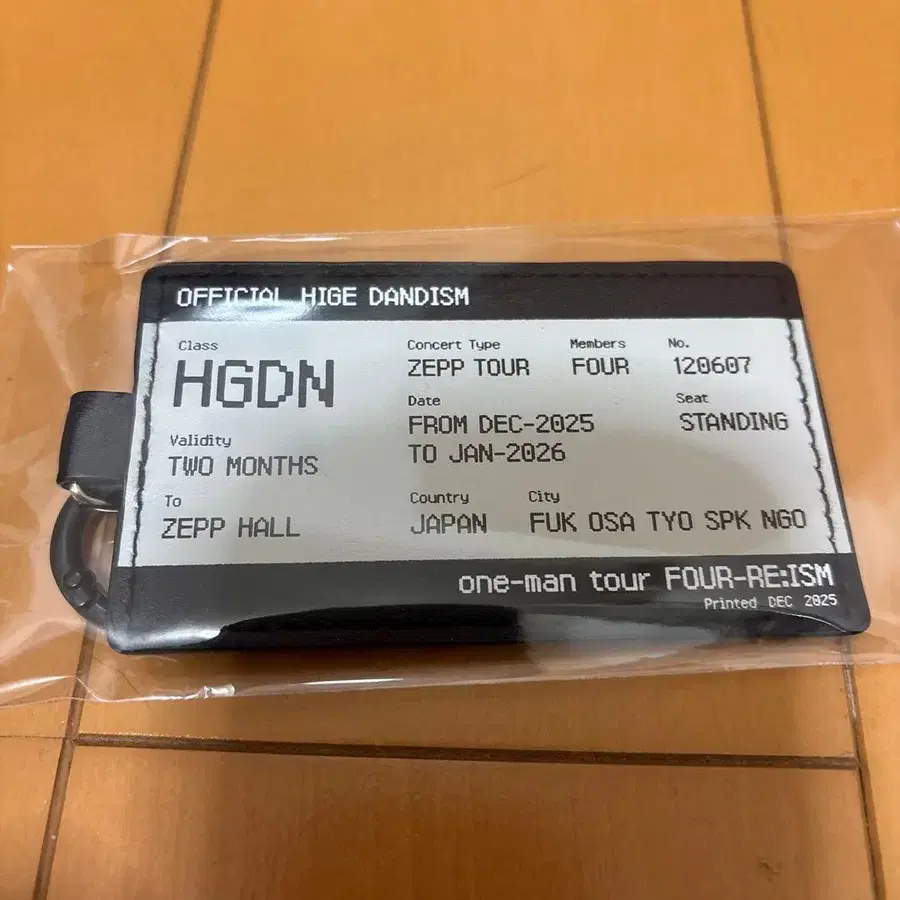 OFFICIAL HIGE DANDISM
Class
HGDN
Concert Type
ZEPP TOUR
Members
FOUR
No.
120607
Date
FROM DEC-2025
TO JAN-2026
Seat
STANDING
Validity
TWO MONTHS
To
ZEPP HALL
Country
JAPAN
City
FUK OSA TYO SPK NGO
one-man tour FOUR-RE:ISM
Printed DEC 2025